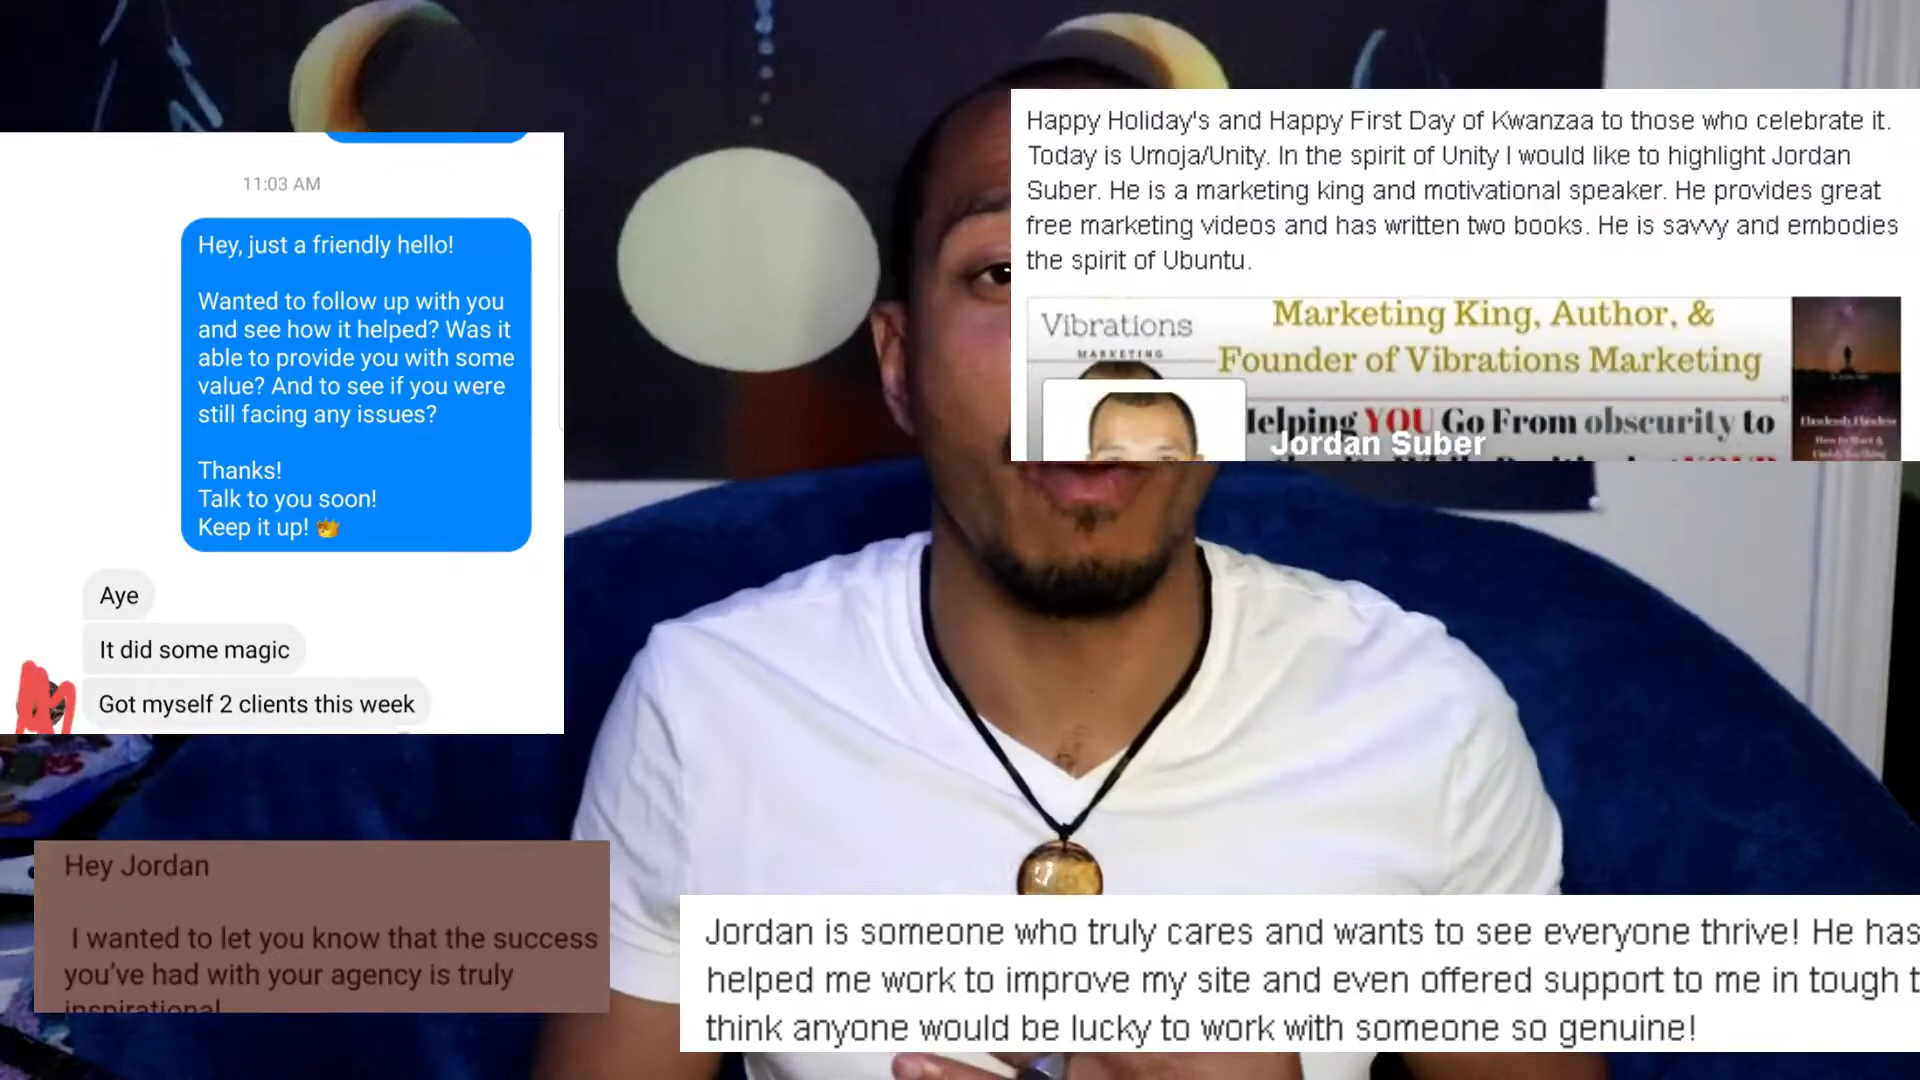 11:03 AM
Hey, just a friendly hello!
Wanted to follow up with you
and see how it helped? Was it
able to provide you with some
value? And to see if you were
still facing any issues?
Thanks!
Talk to you soon!
Keep it up!
Aye
It did some magic
Got myself 2 clients this week
Happy Holiday's and Happy First Day of Kwanzaa to those who celebrate it.
Today is Umoja/Unity. In the spirit of Unity I would like to highlight Jordan
Suber. He is a marketing king and motivational speaker. He provides great
free marketing videos and has written two books. He is savvy and embodies
the spirit of Ubuntu.
Vibrations
MARKETING
Marketing King, Author, &
Founder of Vibrations Marketing
Helping YOU Go From obscurity to
Jordan Suber
Hey Jordan
I wanted to let you know that the success
you've had with your agency is truly
inspirational
Jordan is someone who truly cares and wants to see everyone thrive! He has
helped me work to improve my site and even offered support to me in tough t
think anyone would be lucky to work with someone so genuine!